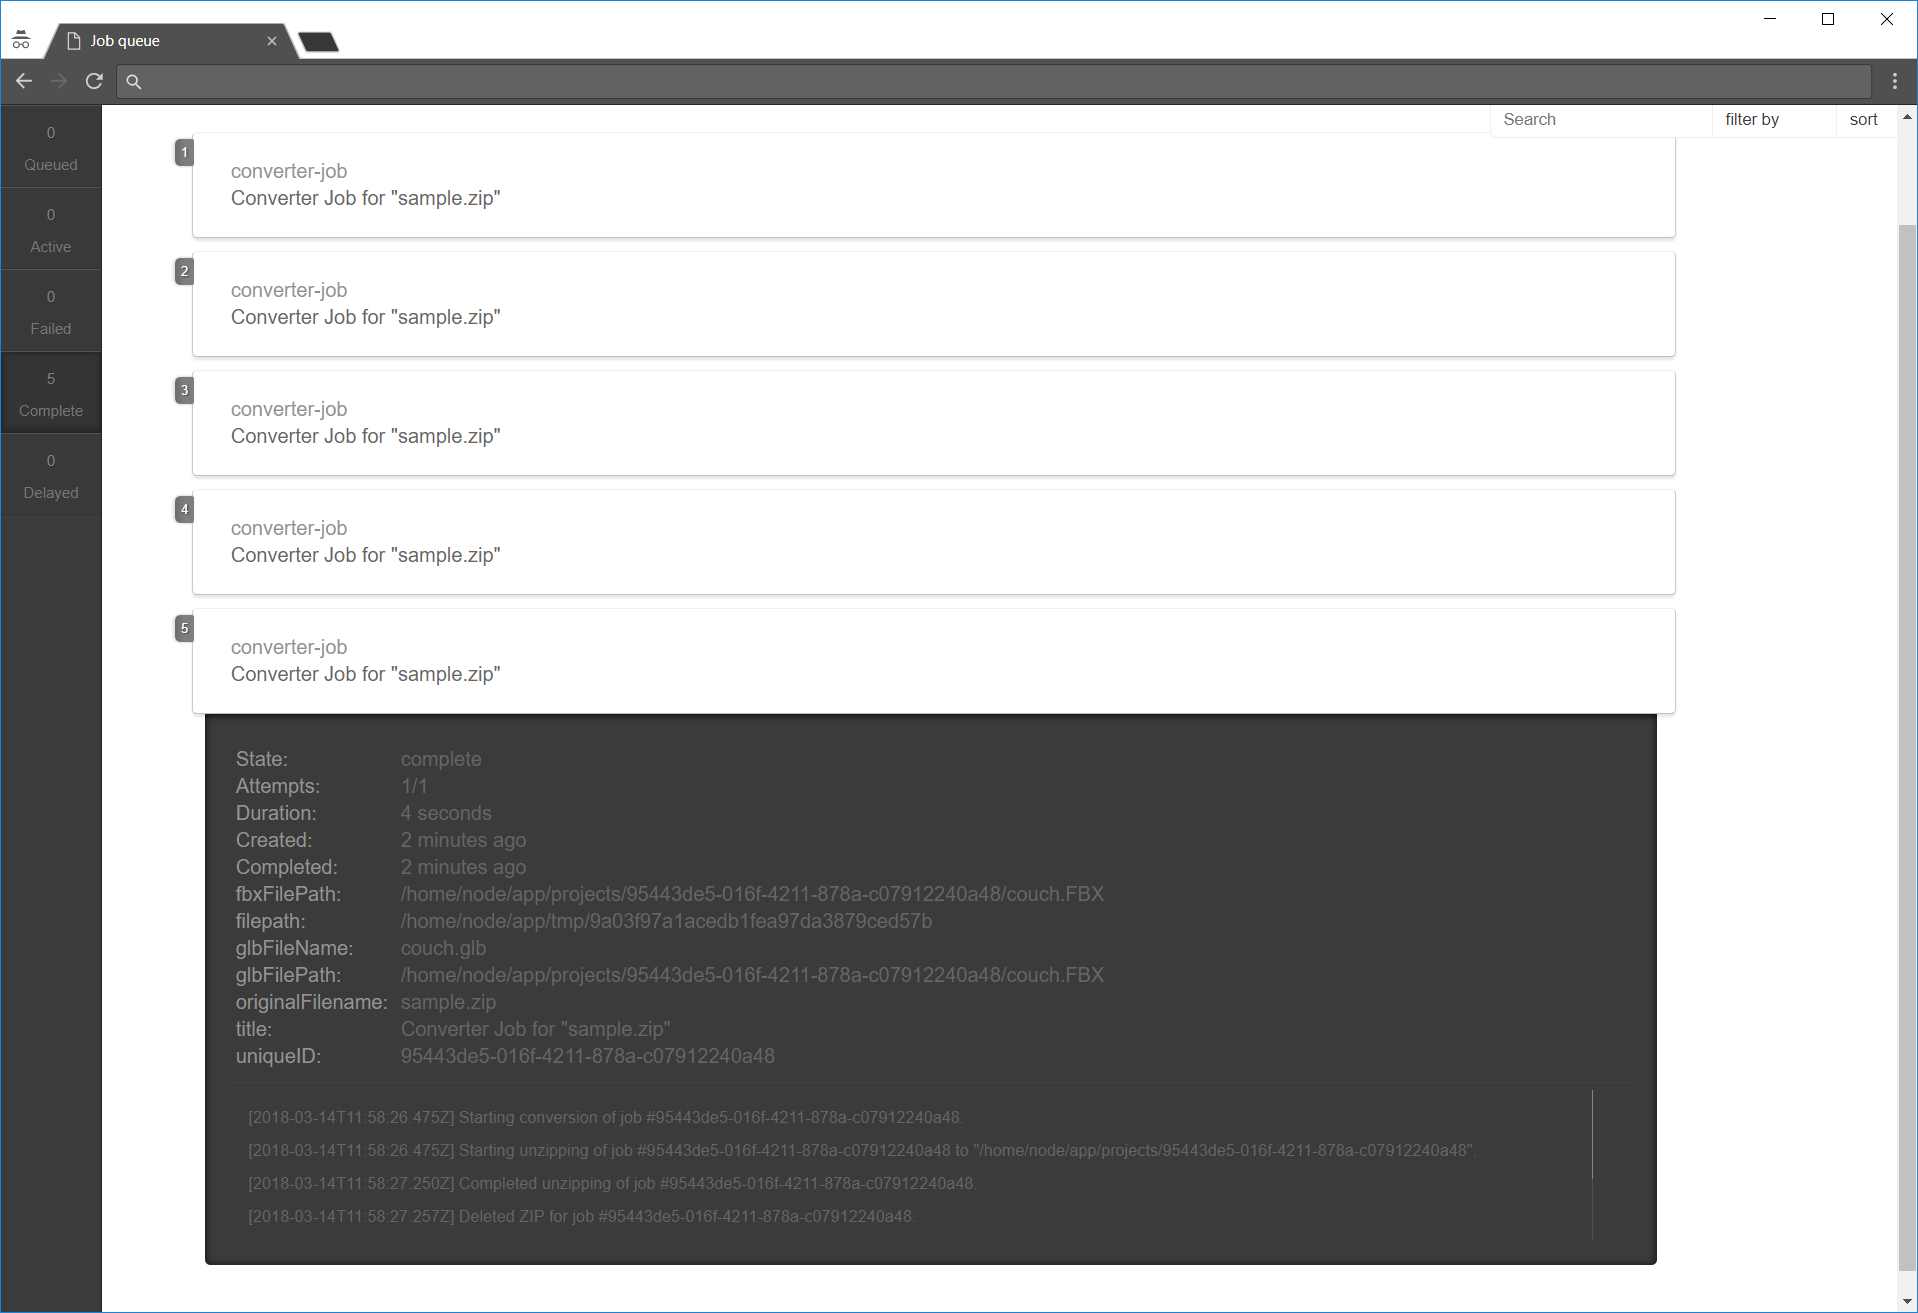 Job queue
0
Queued
0
Active
0
Failed
5
Complete
0
Delayed
Search
filter by
sort
1
converter-job
Converter Job for "sample.zip"
2
converter-job
Converter Job for "sample.zip"
3
converter-job
Converter Job for "sample.zip"
4
converter-job
Converter Job for "sample.zip"
5
converter-job
Converter Job for "sample.zip"
State: complete
Attempts: 1/1
Duration: 4 seconds
Created: 2 minutes ago
Completed: 2 minutes ago
fbxFilePath: /home/node/app/projects/95443de5-016f-4211-878a-c07912240a48/couch.FBX
filepath: /home/node/app/tmp/9a03f97a1acedb1fea97da3879ced57b
glbFileName: couch.glb
glbFilePath: /home/node/app/projects/95443de5-016f-4211-878a-c07912240a48/couch.FBX
originalFilename: sample.zip
title: Converter Job for "sample.zip"
uniqueID: 95443de5-016f-4211-878a-c07912240a48
[2018-03-14T11:58:26.475Z] Starting conversion of job #95443de5-016f-4211-878a-c07912240a48.
[2018-03-14T11:58:26.475Z] Starting unzipping of job #95443de5-016f-4211-878a-c07912240a48 to "/home/node/app/projects/95443de5-016f-4211-878a-c07912240a48".
[2018-03-14T11:58:27.250Z] Completed unzipping of job #95443de5-016f-4211-878a-c07912240a48.
[2018-03-14T11:58:27.257Z] Deleted ZIP for job #95443de5-016f-4211-878a-c07912240a48.